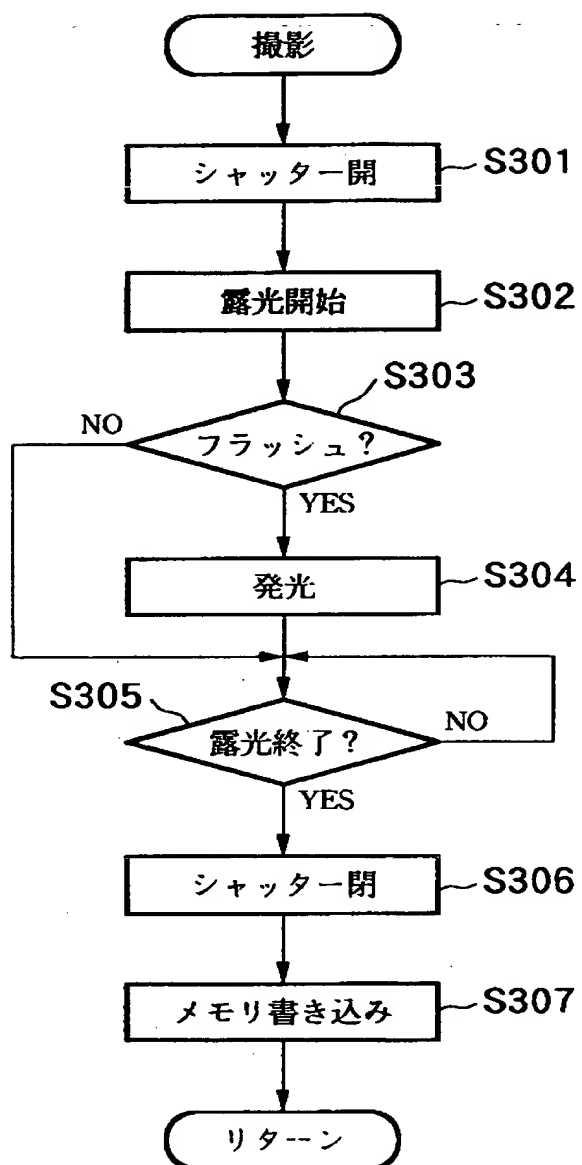 撮影
シャッター開
S301
露光開始
S302
S303
NO
フラッシュ?
YES
発光
S304
S305
露光終了?
NO
YES
シャッター閉
S306
メモリ書き込み
S307
リターン